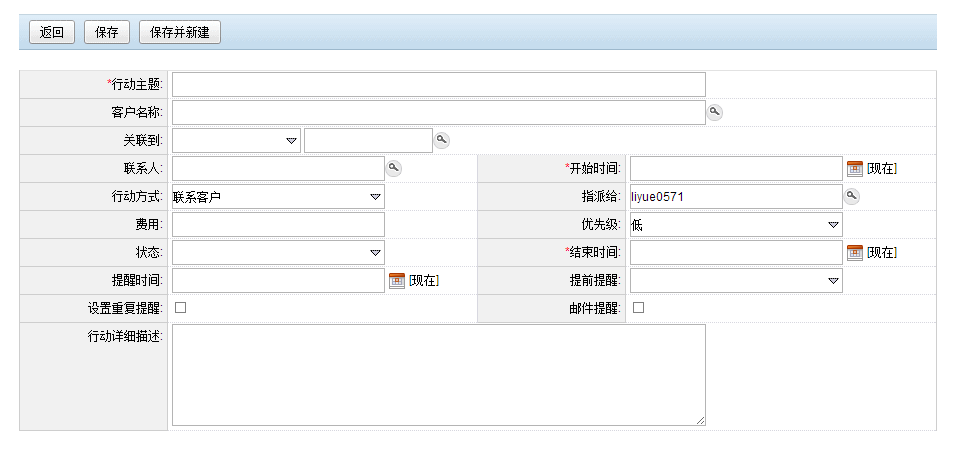 返回 保存 保存并新建
*行动主题:
客户名称:
关联到:
联系人: *开始时间: [现在]
行动方式: 联系客户 指派给: liyue0571
费用: 优先级: 低
状态: *结束时间: [现在]
提醒时间: [现在] 提前提醒:
设置重复提醒: 邮件提醒:
行动详细描述: